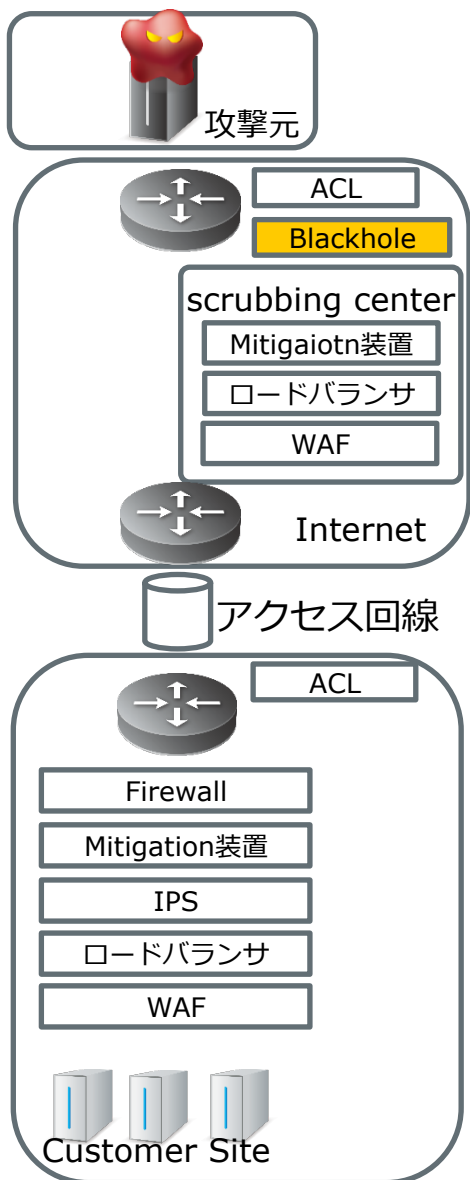 攻撃元
ACL
Blackhole
scrubbing center
Mitigaiotn装置
ロードバランサ
WAF
Internet
アクセス回線
ACL
Firewall
Mitigation装置
IPS
ロードバランサ
WAF
Customer Site